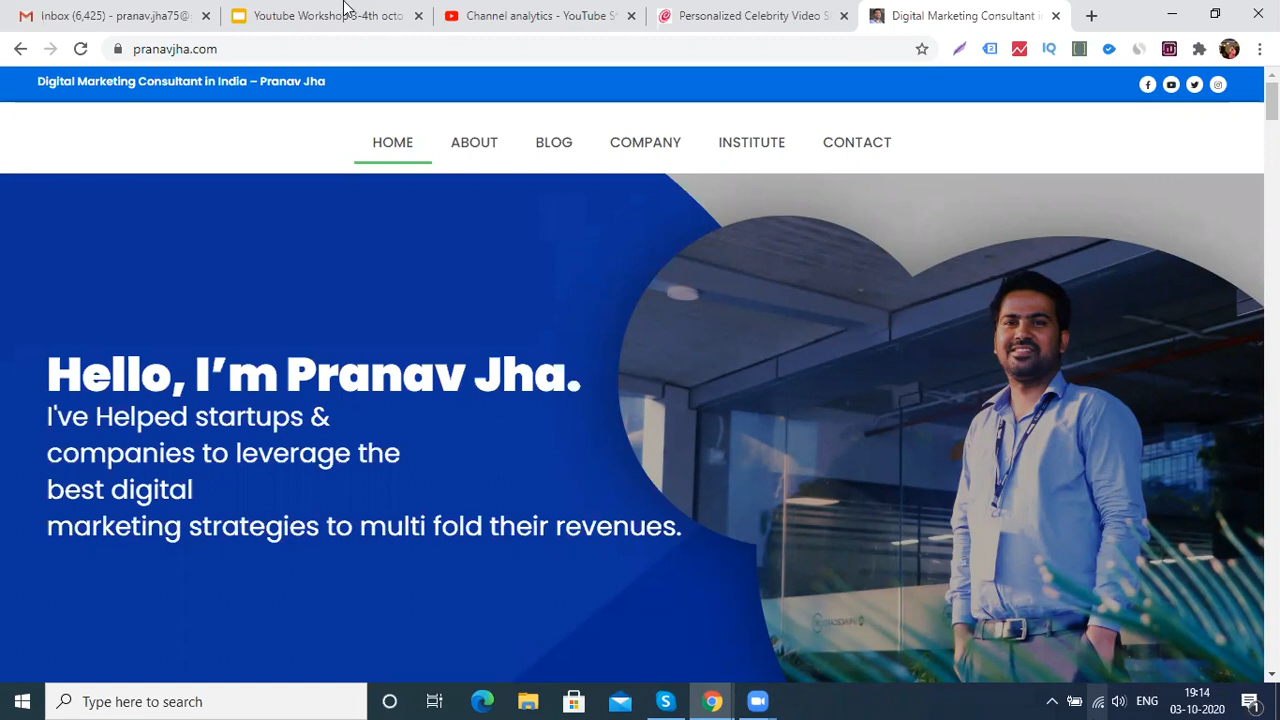 Inbox (6,425) - pranav.jha75@
Youtube Workshop 3-4th octo
Channel analytics - YouTube S
Personalized Celebrity Video S
Digital Marketing Consultant i
pranavjha.com
IQ
Digital Marketing Consultant in India – Pranav Jha
HOME
ABOUT
BLOG
COMPANY
INSTITUTE
CONTACT
Hello, I'm Pranav Jha.
I've Helped startups &
companies to leverage the
best digital
marketing strategies to multi fold their revenues.
Type here to search
ENG
19:14
03-10-2020